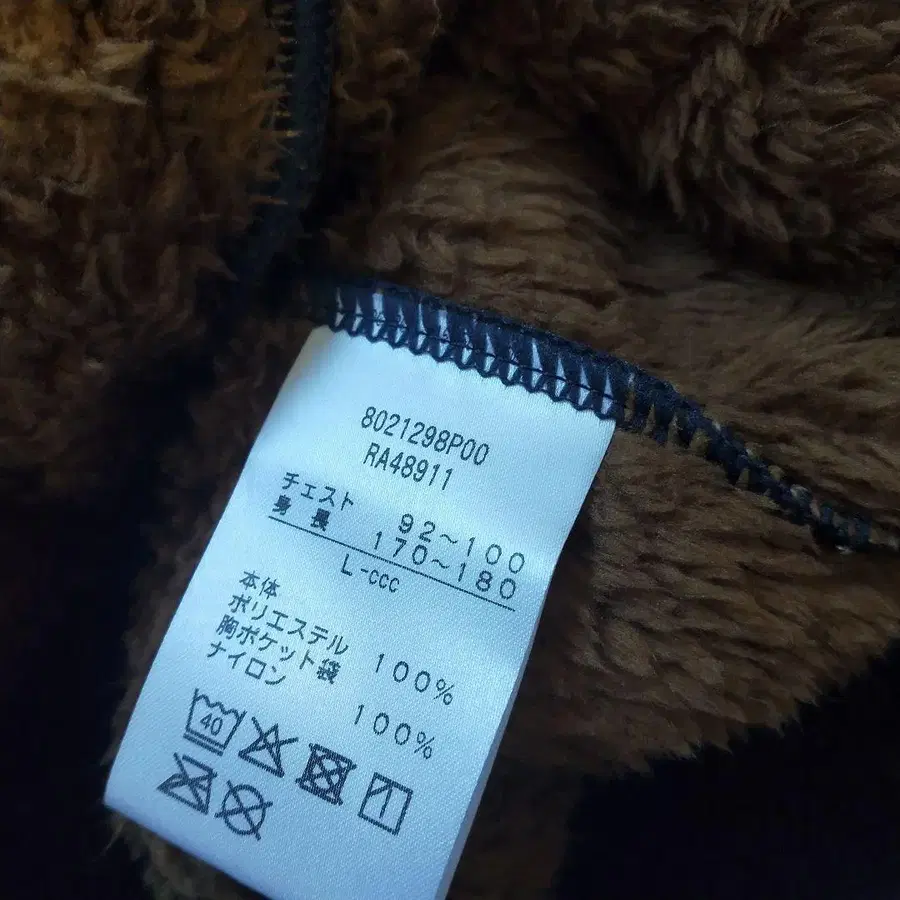 8021298P00
RA48911
チェスト 92~100
身長 170~180
L-ccc
本体
ポリエステル 100%
胸ポケット袋
ナイロン 100%
40